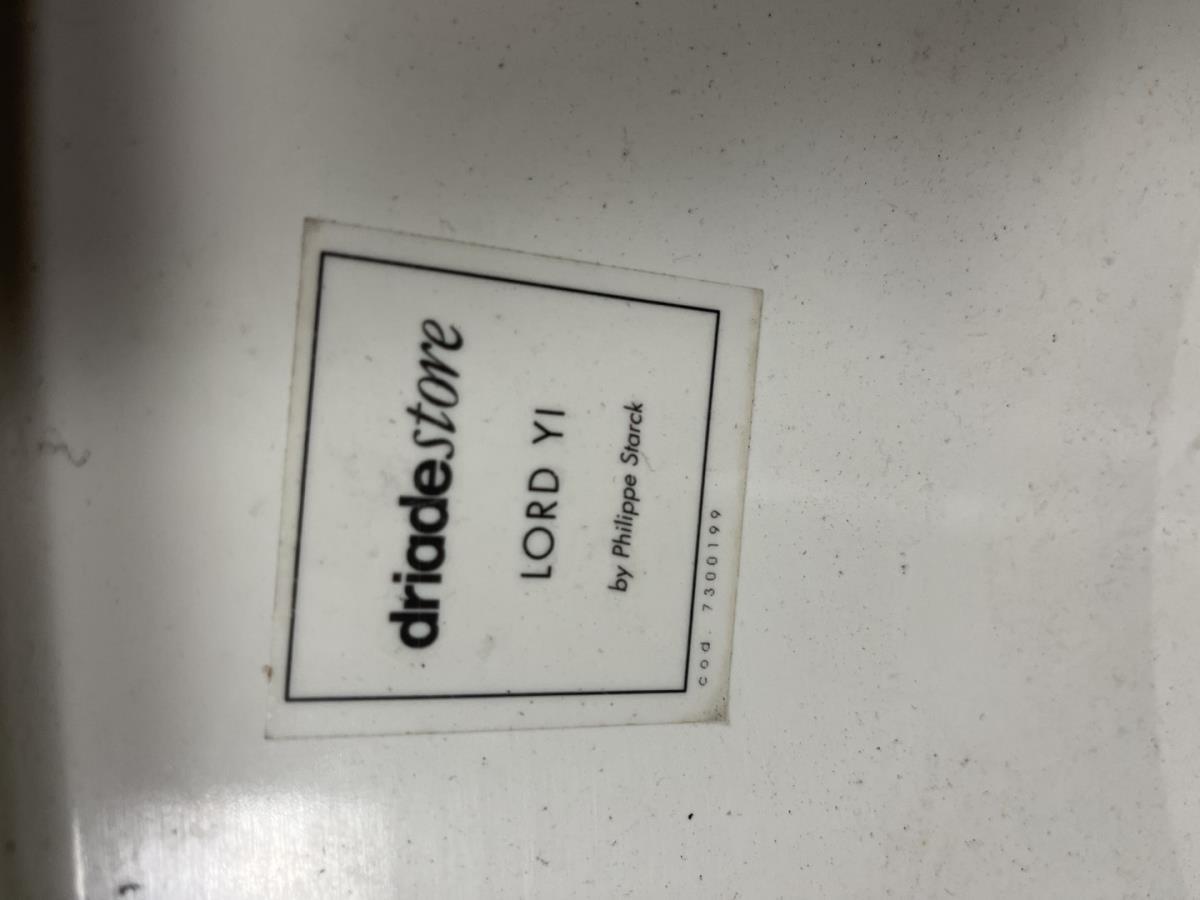 driadestore
LORD YI
by Philippe Starck
cod. 7300199